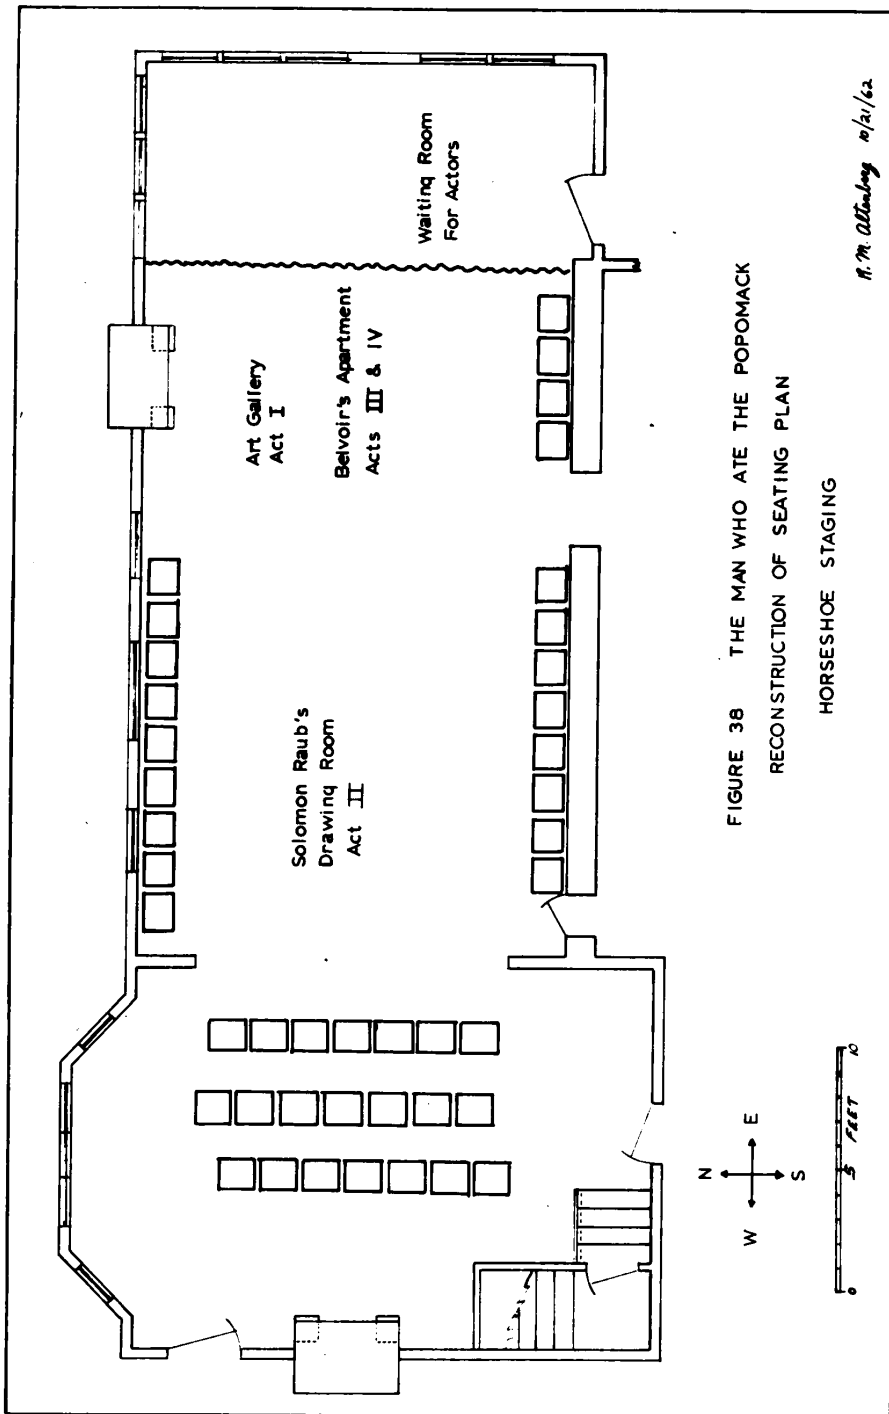 Waiting Room
For Actors
Art Gallery
Act I
Belvoir's Apartment
Acts III & IV
Solomon Raub's
Drawing Room
Act II
N
W
E
S
0
5
FEET
10
FIGURE 38 THE MAN WHO ATE THE POPOMACK
RECONSTRUCTION OF SEATING PLAN
HORSESHOE STAGING
R. M. Altenberg 10/21/62